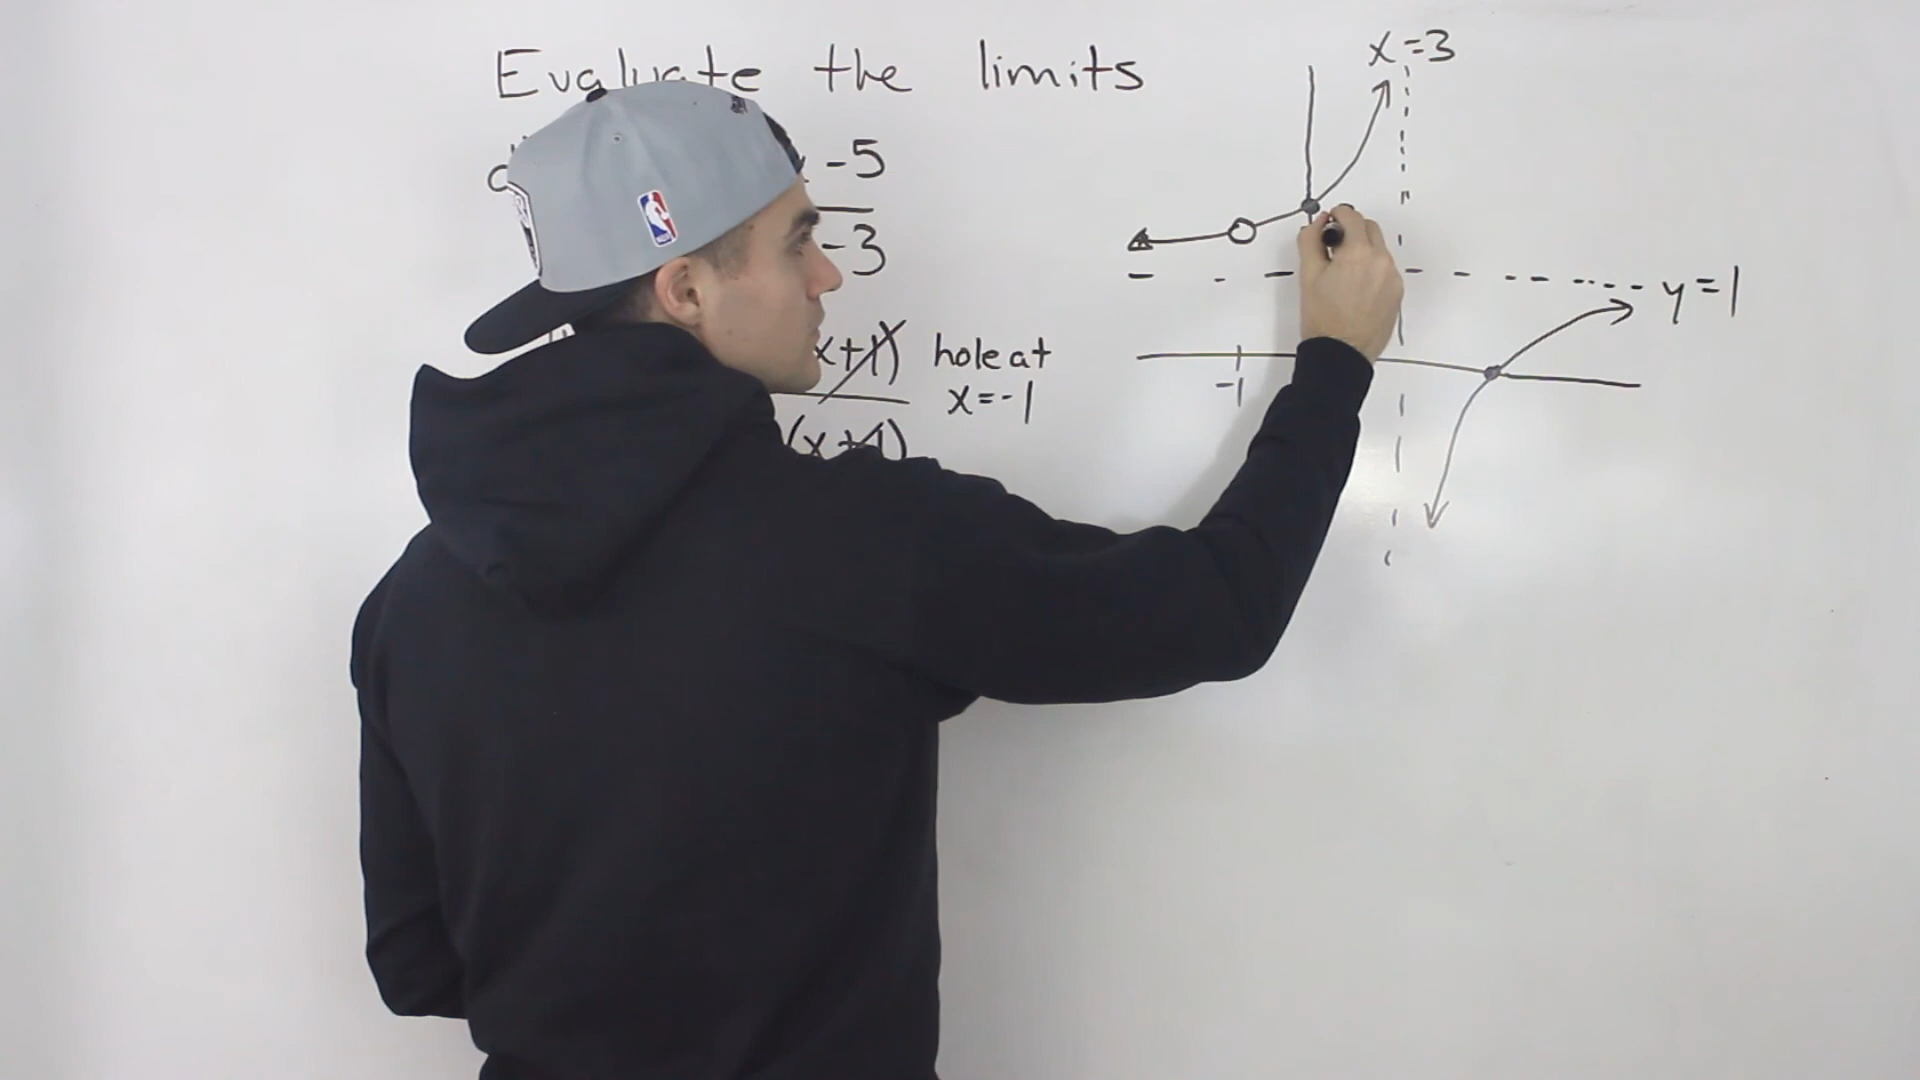 Evaluate the limits
x=3
-5
-3
y=1
x+1) hole at
x=-1
(x+1)
-1